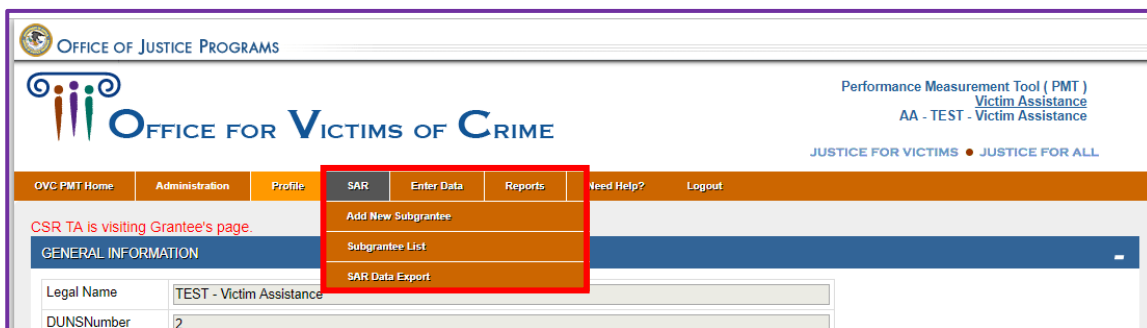 OFFICE OF JUSTICE PROGRAMS
OFFICE FOR VICTIMS OF CRIME
Performance Measurement Tool ( PMT )
Victim Assistance
AA - TEST - Victim Assistance
JUSTICE FOR VICTIMS ● JUSTICE FOR ALL
OVC PMT Home Administration Profile SAR Enter Data Reports Need Help? Logout
Add New Subgrantee
Subgrantee List
SAR Data Export
CSR TA is visiting Grantee's page.
GENERAL INFORMATION
Legal Name TEST - Victim Assistance
DUNSNumber 2